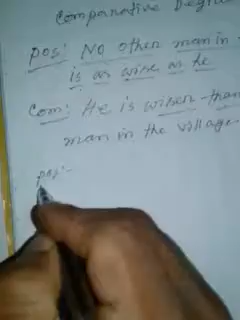 Comparative Degre
pos: No other man in
is as wise as he
Com: He is wiser than
man in the village.
pos:-